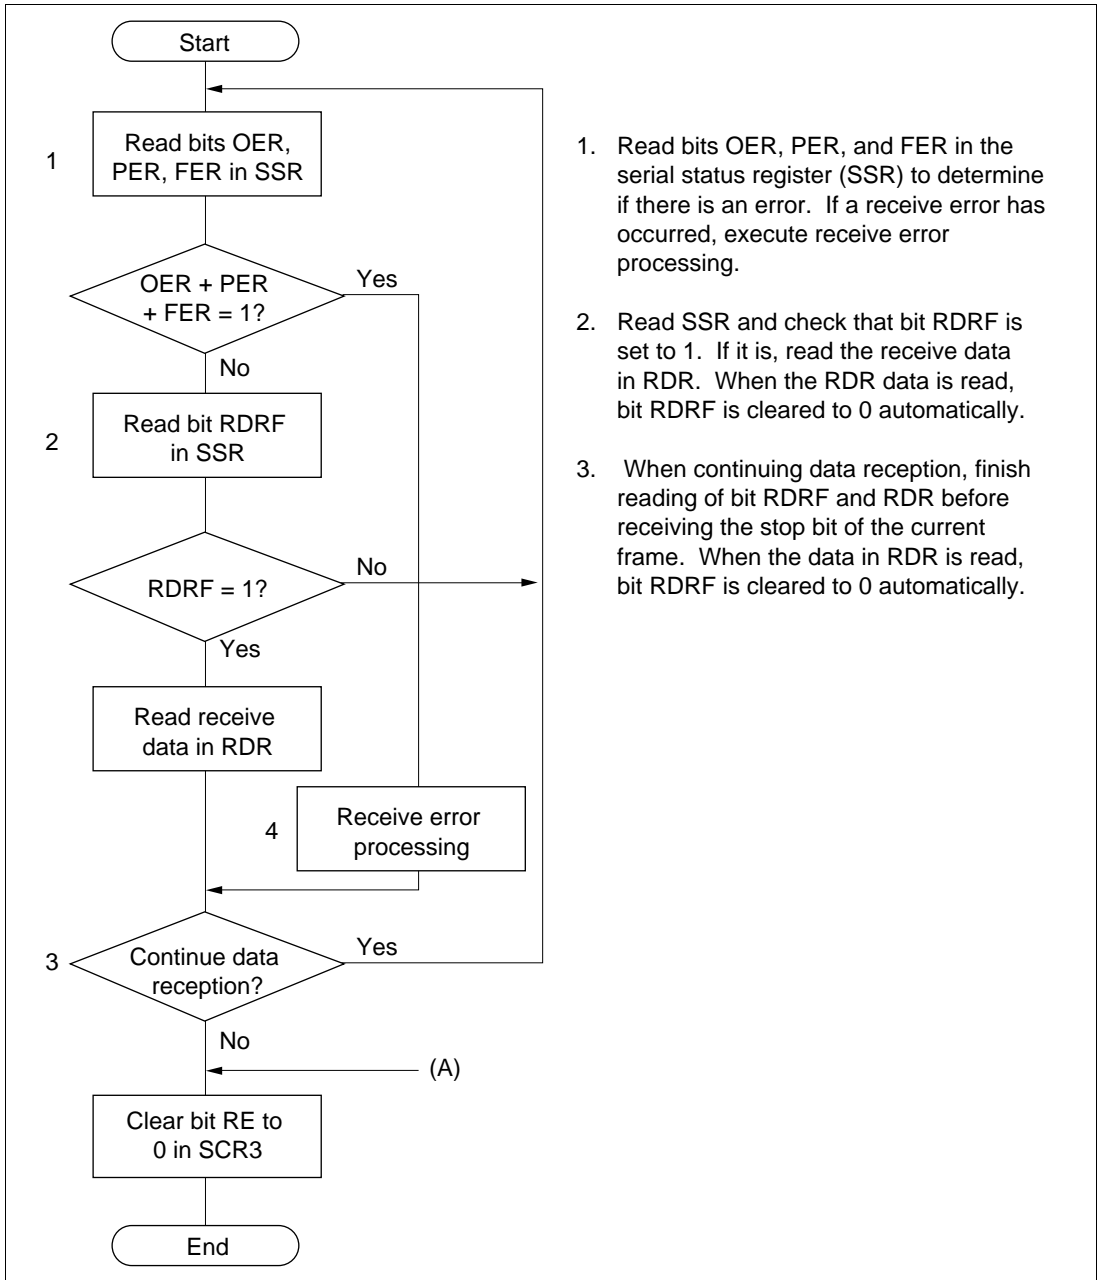 Start
1
Read bits OER,
PER, FER in SSR
OER + PER
+ FER = 1?
Yes
No
2
Read bit RDRF
in SSR
RDRF = 1?
No
Yes
Read receive
data in RDR
4
Receive error
processing
3
Continue data
reception?
Yes
No
(A)
Clear bit RE to
0 in SCR3
End
1. Read bits OER, PER, and FER in the
serial status register (SSR) to determine
if there is an error. If a receive error has
occurred, execute receive error
processing.
2. Read SSR and check that bit RDRF is
set to 1. If it is, read the receive data
in RDR. When the RDR data is read,
bit RDRF is cleared to 0 automatically.
3. When continuing data reception, finish
reading of bit RDRF and RDR before
receiving the stop bit of the current
frame. When the data in RDR is read,
bit RDRF is cleared to 0 automatically.